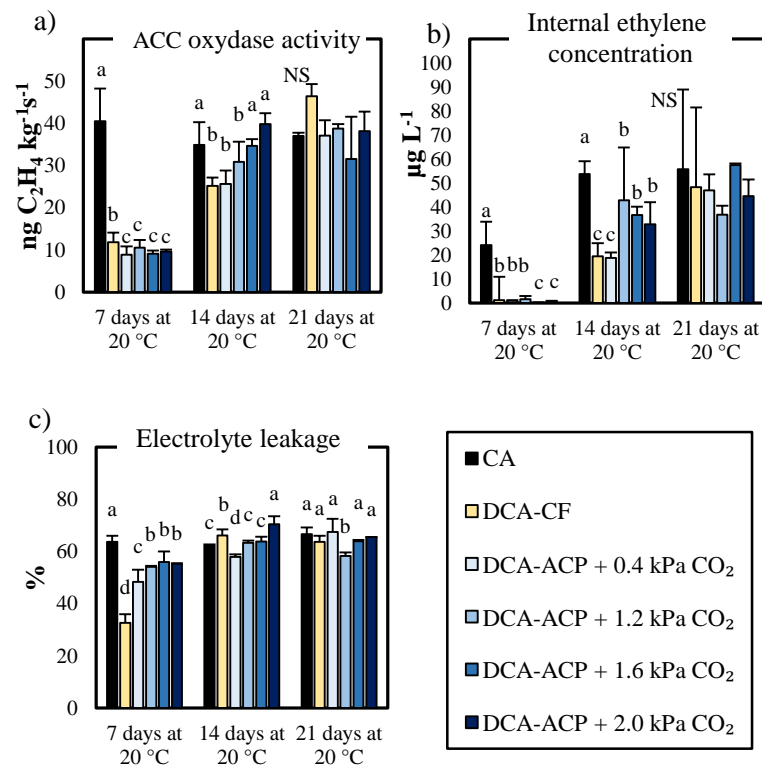 a)
ACC oxydase activity
ng C₂H₄ kg⁻¹s⁻¹
60
50
40
30
20
10
0
a
b
c
c
c
c
a
b
b
b
a
a
NS
7 days at
20 °C
14 days at
20 °C
21 days at
20 °C
b)
Internal ethylene
concentration
µg L⁻¹
100
90
80
70
60
50
40
30
20
10
0
a
b
b
b
c
c
a
c
c
b
b
b
NS
7 days at
20 °C
14 days at
20 °C
21 days at
20 °C
c)
Electrolyte leakage
%
100
80
60
40
20
0
a
d
c
b
b
b
c
b
d
c
c
a
a
a
a
b
a
a
7 days at
20 °C
14 days at
20 °C
21 days at
20 °C
CA
DCA-CF
DCA-ACP + 0.4 kPa CO₂
DCA-ACP + 1.2 kPa CO₂
DCA-ACP + 1.6 kPa CO₂
DCA-ACP + 2.0 kPa CO₂